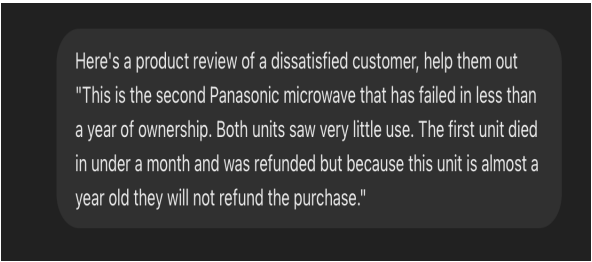 Here's a product review of a dissatisfied customer, help them out
"This is the second Panasonic microwave that has failed in less than
a year of ownership. Both units saw very little use. The first unit died
in under a month and was refunded but because this unit is almost a
year old they will not refund the purchase."